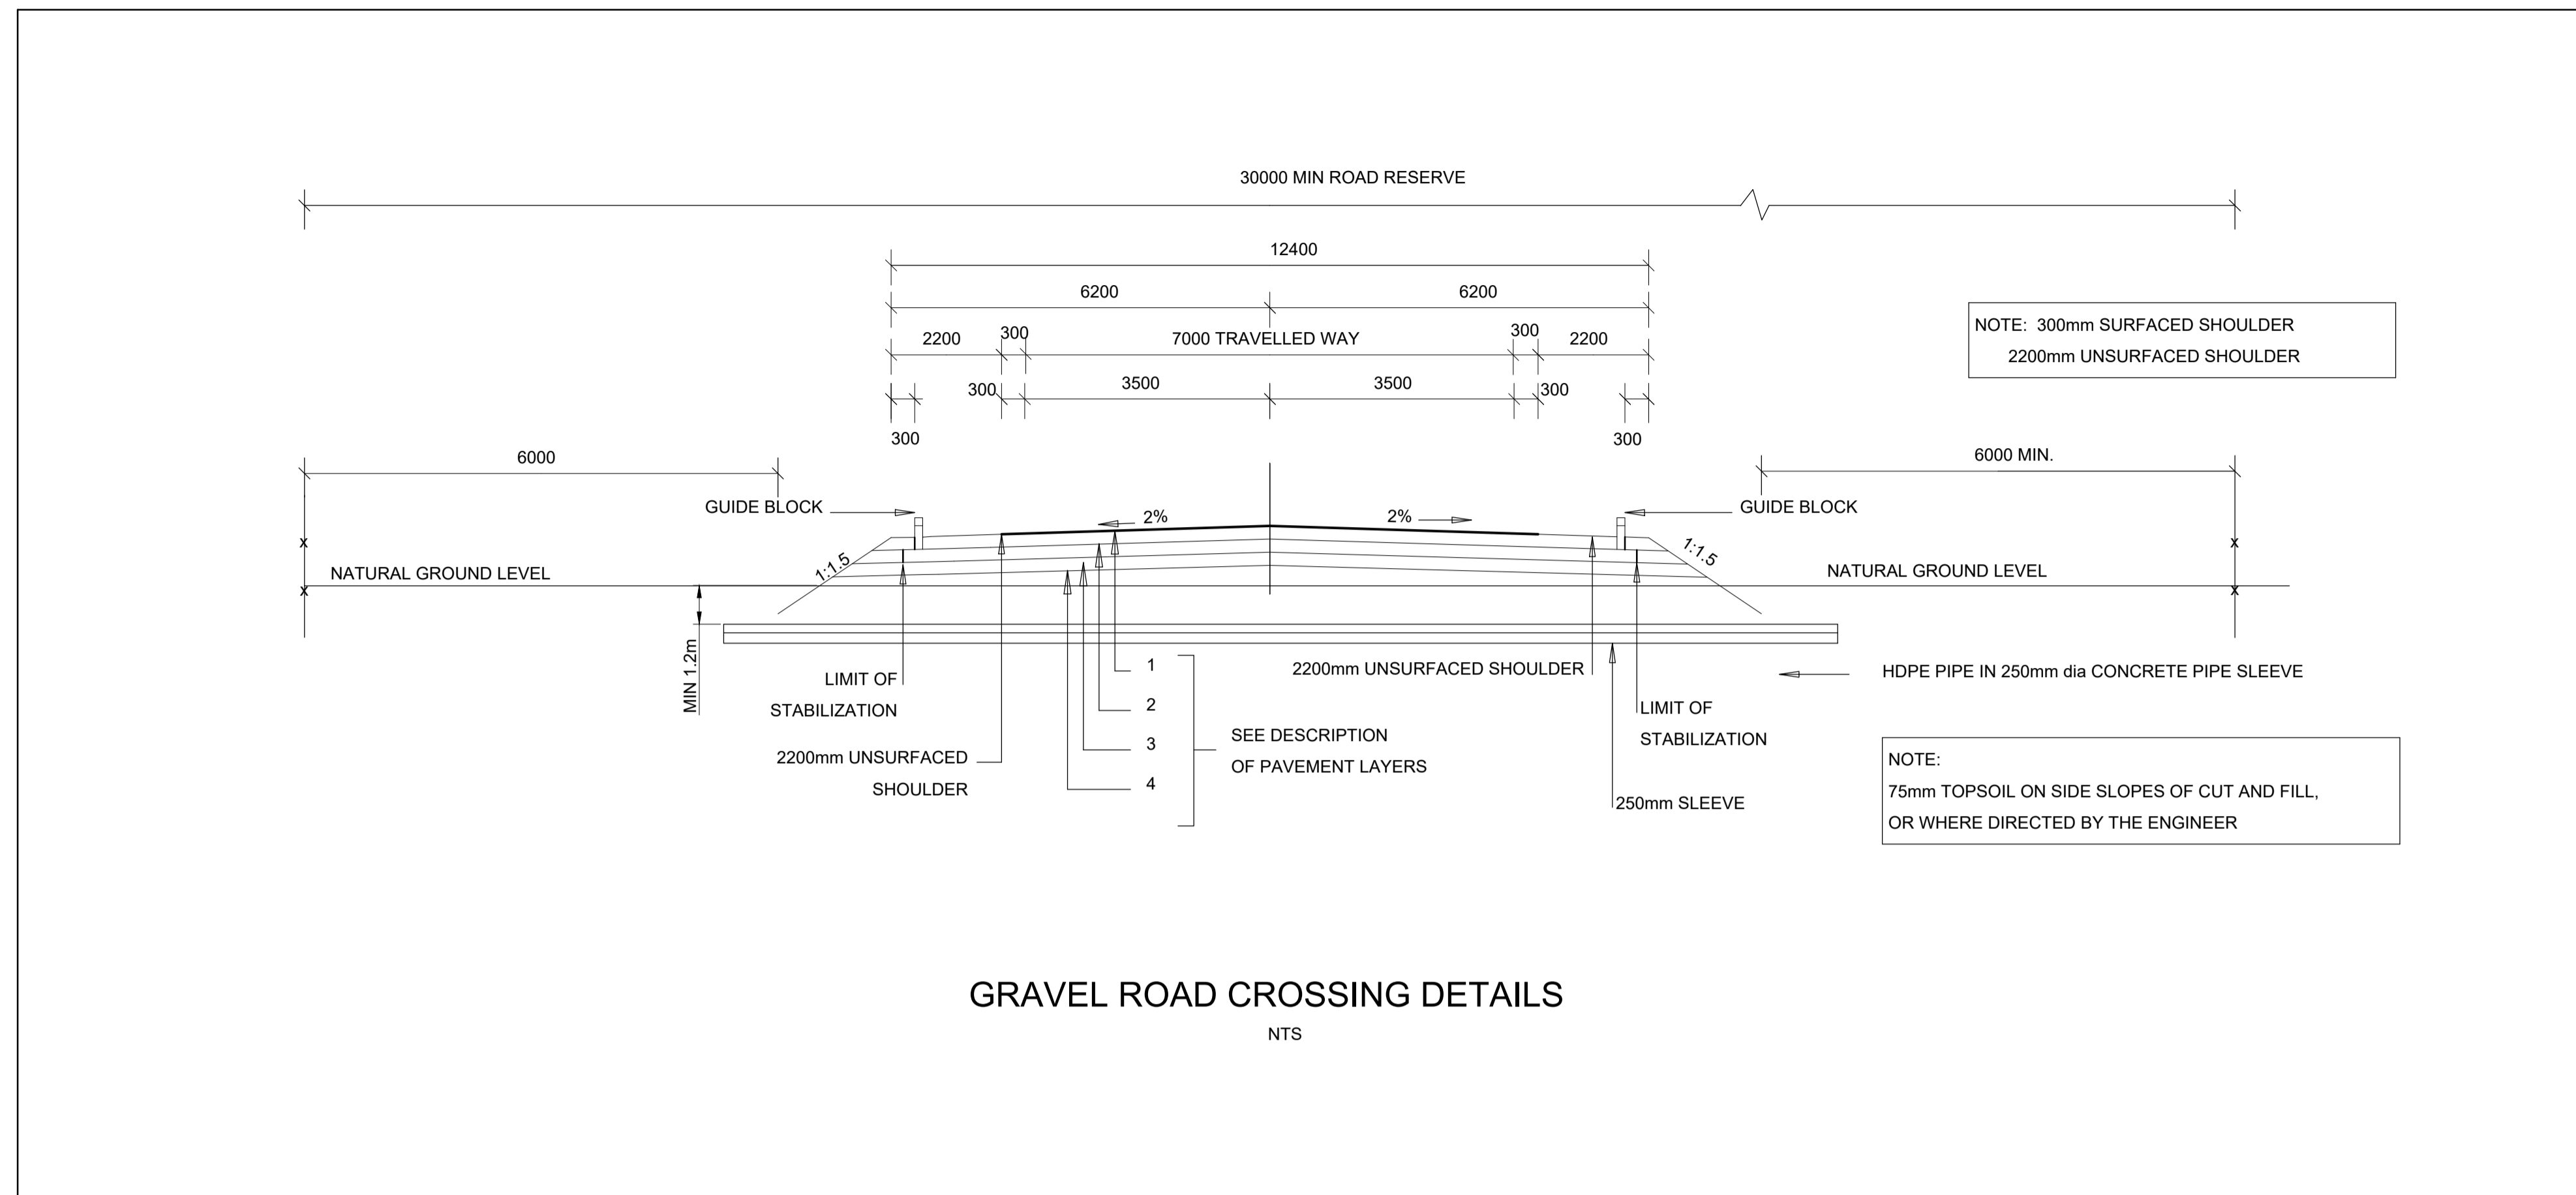 30000 MIN ROAD RESERVE
12400
6200 6200
2200 300 7000 TRAVELLED WAY 300 2200
300 3500 3500 300
300 300
NOTE: 300mm SURFACED SHOULDER
2200mm UNSURFACED SHOULDER
6000 6000 MIN.
GUIDE BLOCK 2% 2% GUIDE BLOCK
x x
1:1.5 1:1.5
NATURAL GROUND LEVEL NATURAL GROUND LEVEL
x x
MIN 1.2m
LIMIT OF
STABILIZATION
2200mm UNSURFACED
SHOULDER
1
2
3
4
SEE DESCRIPTION
OF PAVEMENT LAYERS
2200mm UNSURFACED SHOULDER
LIMIT OF
STABILIZATION
250mm SLEEVE
HDPE PIPE IN 250mm dia CONCRETE PIPE SLEEVE
NOTE:
75mm TOPSOIL ON SIDE SLOPES OF CUT AND FILL,
OR WHERE DIRECTED BY THE ENGINEER
GRAVEL ROAD CROSSING DETAILS
NTS